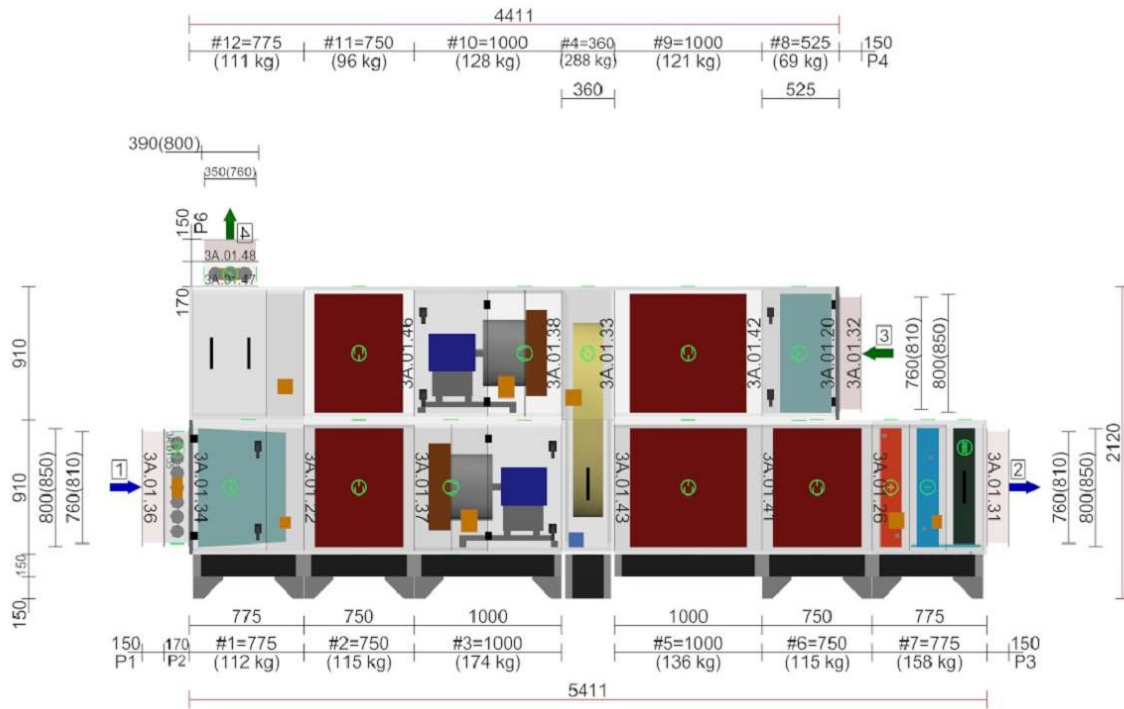 4411
#12=775 #11=750 #10=1000 #4=360 #9=1000 #8=525 150
(111 kg) (96 kg) (128 kg) (288 kg) (121 kg) (69 kg) P4
360 525
390(800)
350(760)
150
P6
4
3A.01.48
3A.01.47
170
910
3A.01.46
3A.01.38
3A.01.33
3A.01.42
3A.01.20
3A.01.32
3
760(810)
800(850)
2120
910
800(850)
760(810)
1
3A.01.36
3A.01.34
3A.01.22
3A.01.37
3A.01.43
3A.01.41
3A.01.26
3A.01.31
2
760(810)
800(850)
150
150
775 750 1000 1000 750 775
150 170 #1=775 #2=750 #3=1000 #5=1000 #6=750 #7=775 150
P1 P2 (112 kg) (115 kg) (174 kg) (136 kg) (115 kg) (158 kg) P3
5411